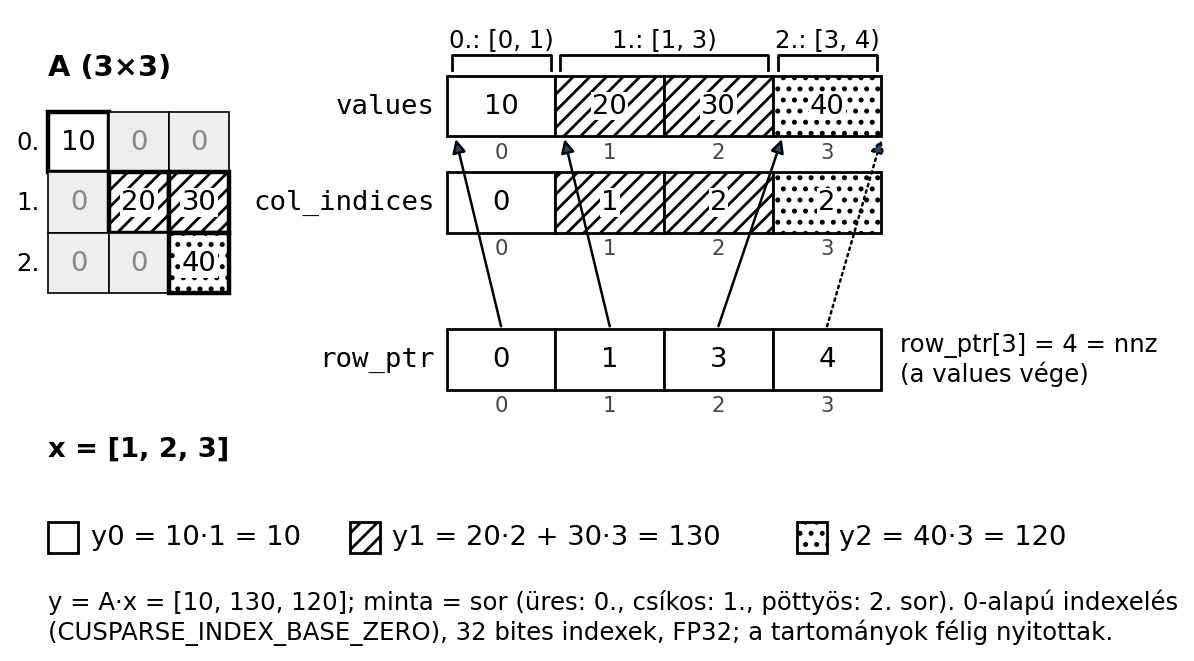 0.: [0, 1) 1.: [1, 3) 2.: [3, 4)
A (3×3)
values 10 20 30 40
0 1 2 3
0. 10 0 0
1. 0 20 30
2. 0 0 40
col_indices 0 1 2 2
0 1 2 3
row_ptr 0 1 3 4
0 1 2 3
row_ptr[3] = 4 = nnz
(a values vége)
x = [1, 2, 3]
y0 = 10·1 = 10 y1 = 20·2 + 30·3 = 130 y2 = 40·3 = 120
y = A·x = [10, 130, 120]; minta = sor (üres: 0., csíkos: 1., pöttyös: 2. sor). 0-alapú indexelés
(CUSPARSE_INDEX_BASE_ZERO), 32 bites indexek, FP32; a tartományok félig nyitottak.